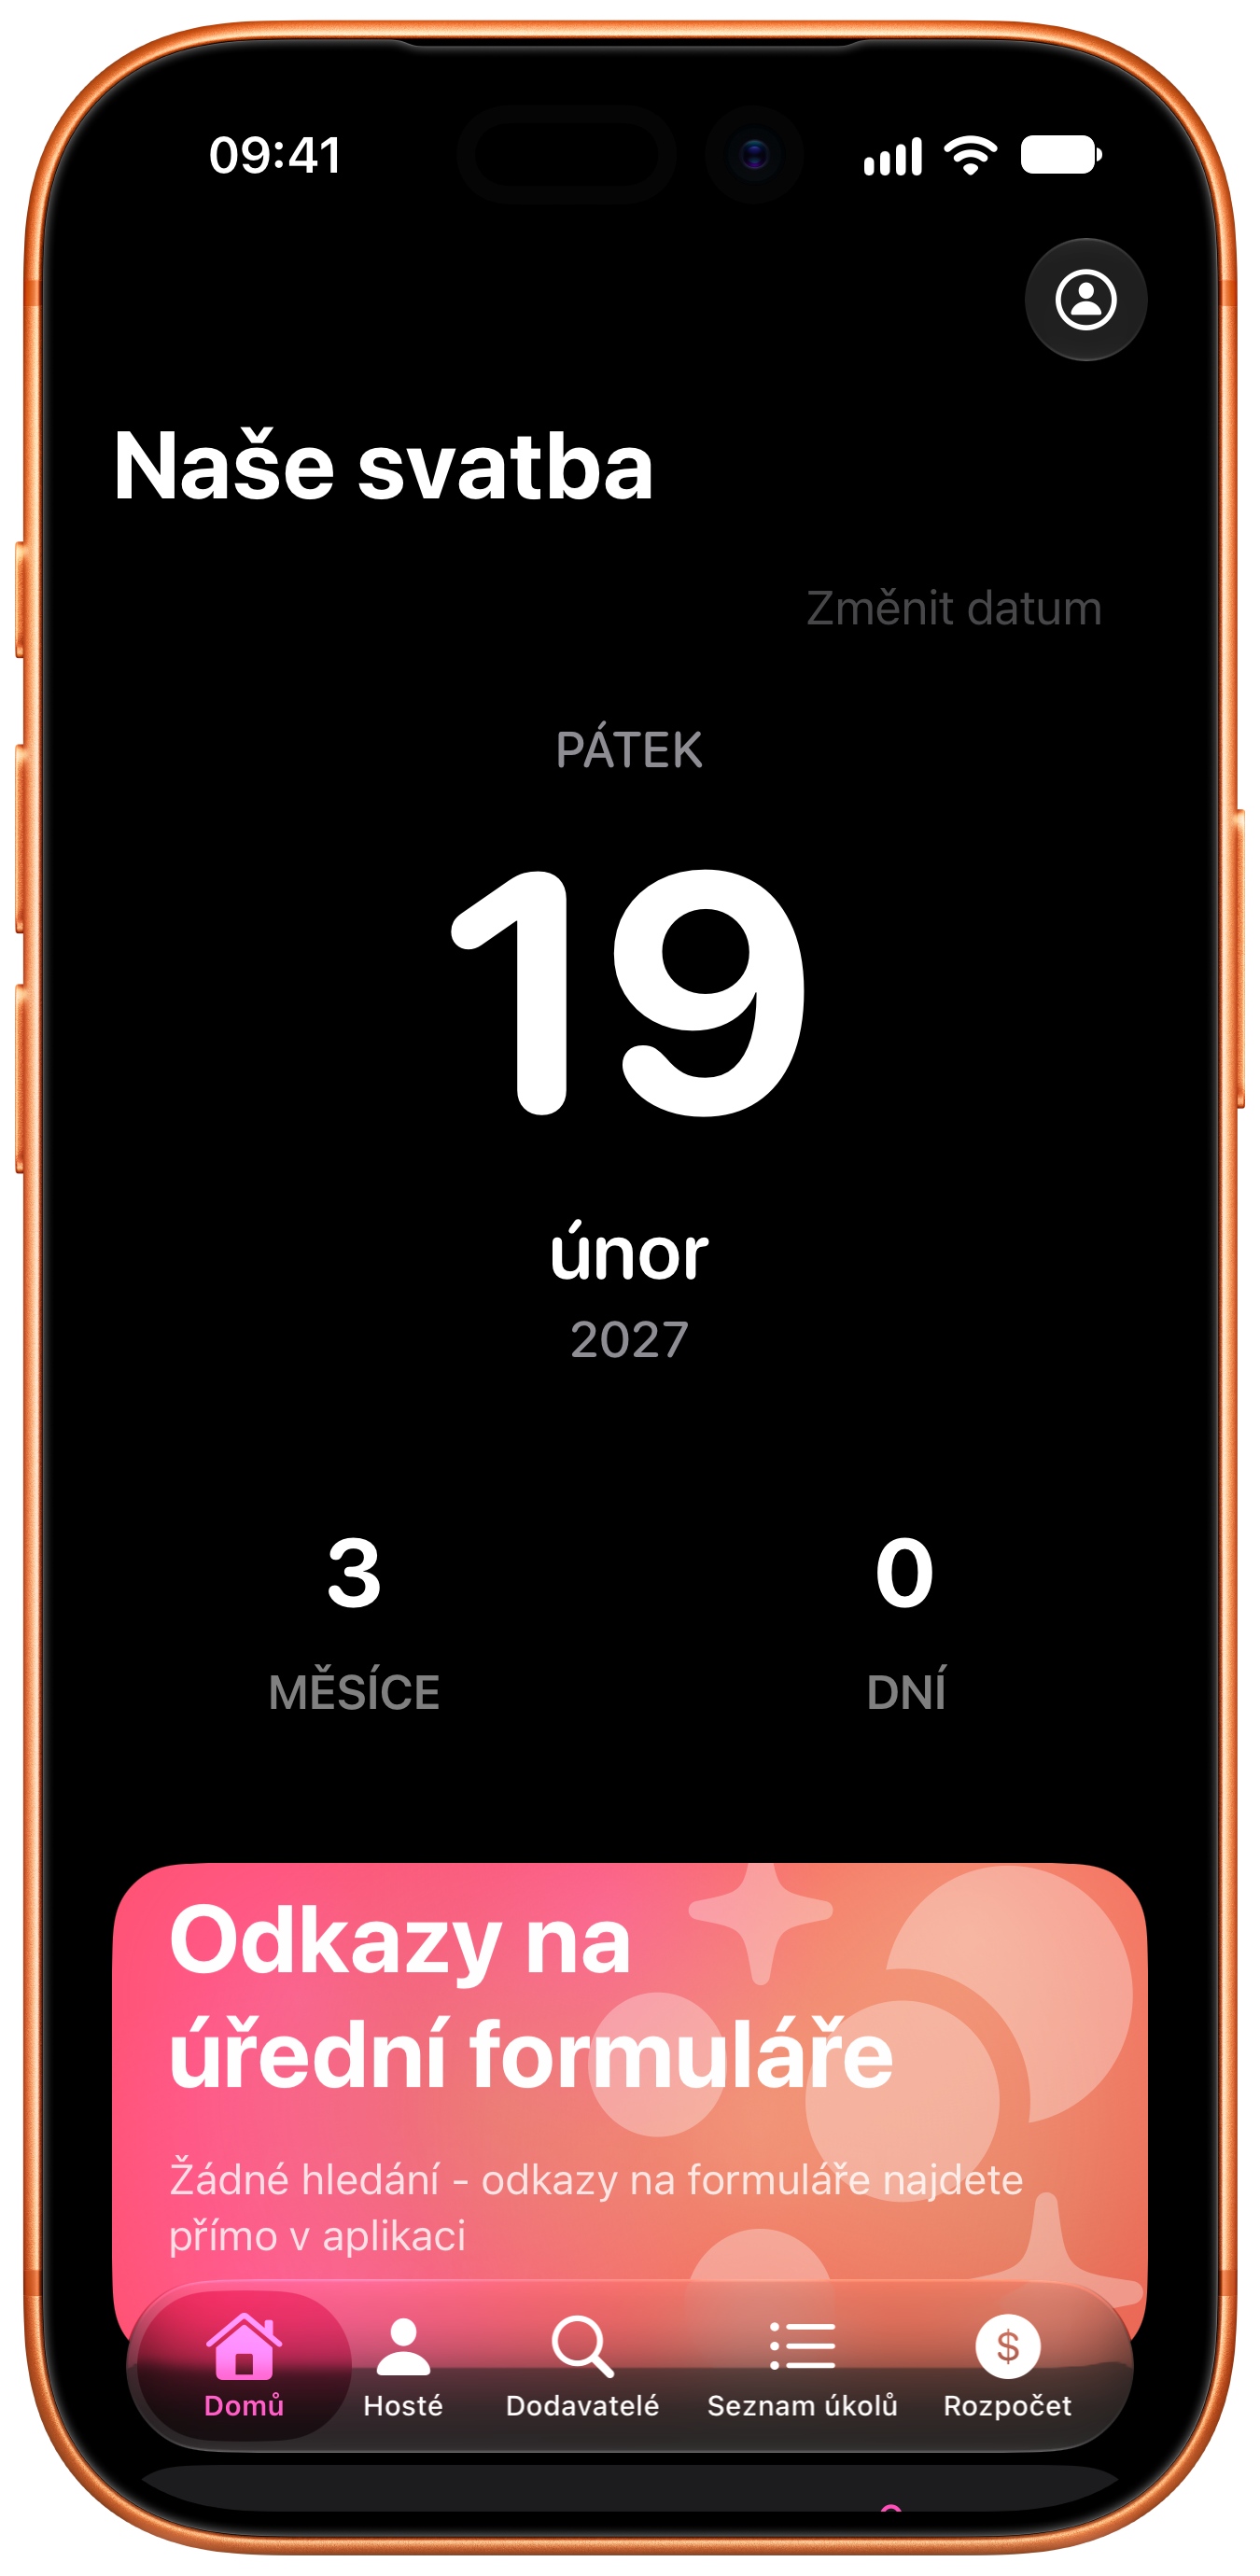 09:41
Naše svatba
Změnit datum
PÁTEK
19
únor
2027
3
0
MĚSÍCE
DNÍ
Odkazy na
úřední formuláře
Žádné hledání - odkazy na formuláře najdete
přímo v aplikaci
$
Domů
Hosté
Dodavatelé
Seznam úkolů
Rozpočet